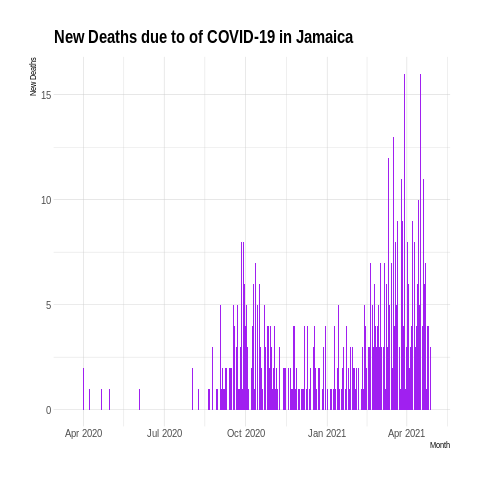 New Deaths due to of COVID-19 in Jamaica
New Deaths
15
10
5
0
Apr 2020 Jul 2020 Oct 2020 Jan 2021 Apr 2021
Month